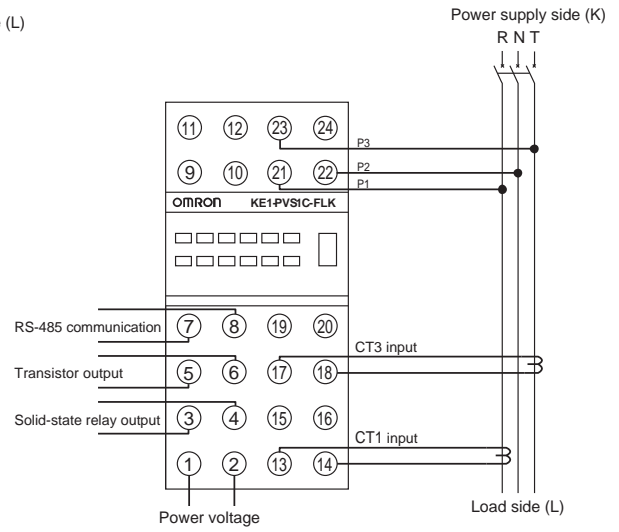 (L)
Power supply side (K)
R N T
11 12 23 24
P3
9 10 21 22
P2
P1
OMRON KE1-PVS1C-FLK
RS-485 communication
7 8 19 20
CT3 input
Transistor output
5 6 17 18
Solid-state relay output
3 4 15 16
CT1 input
1 2 13 14
Power voltage
Load side (L)